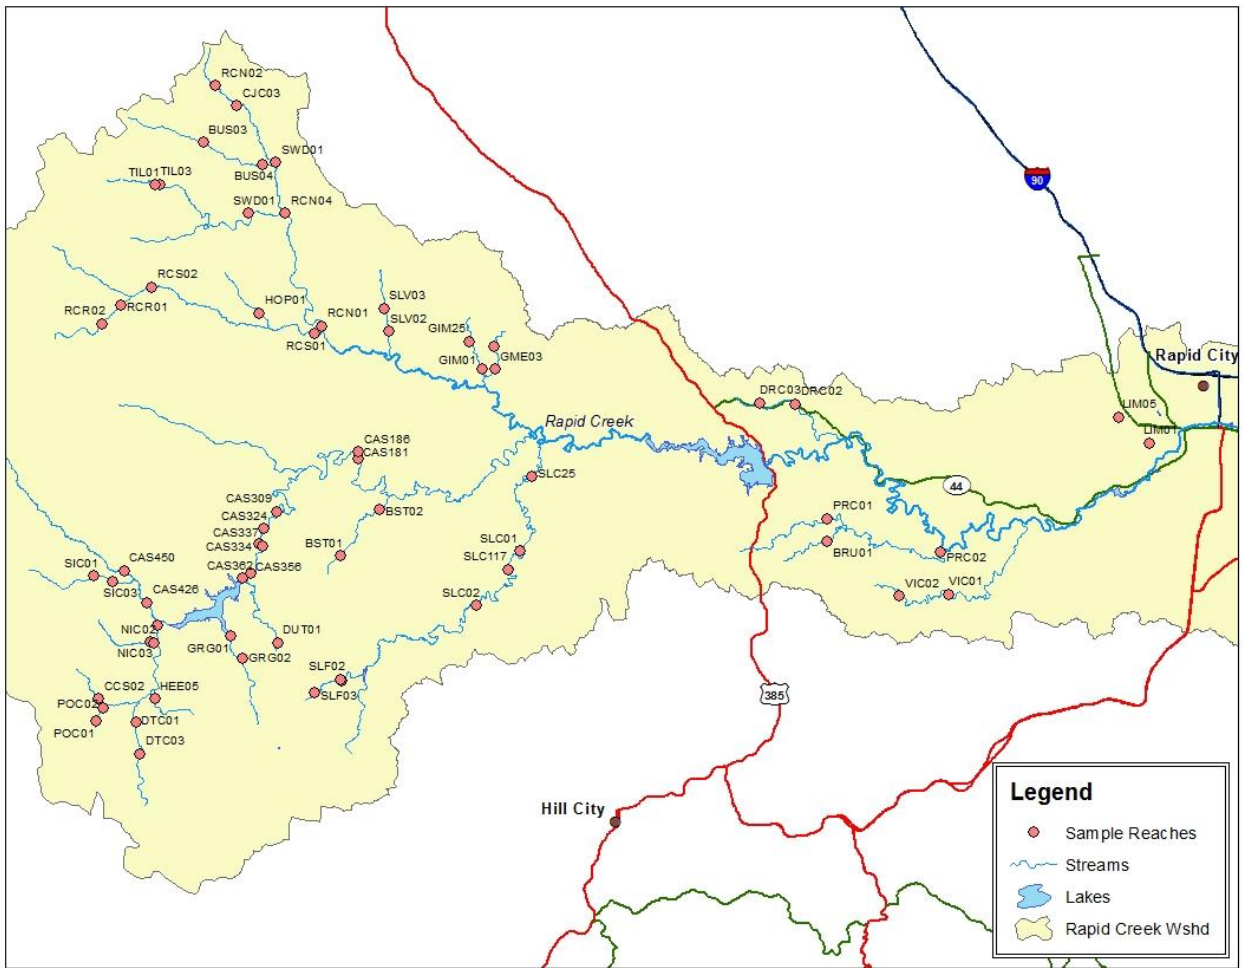 RCN02
CJC03
BUS03
SWD01
BUS04
TIL01
TIL03
SWD01
RCN04
90
RCS02
RCR01
RCR02
HOP01
RCN01
RCS01
SLV03
SLV02
GIM25
GIM01
GME03
Rapid City
DRC03
DRC02
LIM05
LIM01
Rapid Creek
CAS186
CAS181
SLC25
44
CAS309
CAS324
CAS337
CAS334
BST02
BST01
PRC01
BRU01
PRC02
SLC01
SLC117
CAS450
SIC01
SIC03
CAS362
CAS356
CAS426
VIC02
VIC01
SLC02
NIC02
NIC03
GRG01
DUT01
GRG02
SLF02
SLF03
CCS02
HEE05
POC02
POC01
DTC01
DTC03
385
Hill City
Legend
Sample Reaches
Streams
Lakes
Rapid Creek Wshd